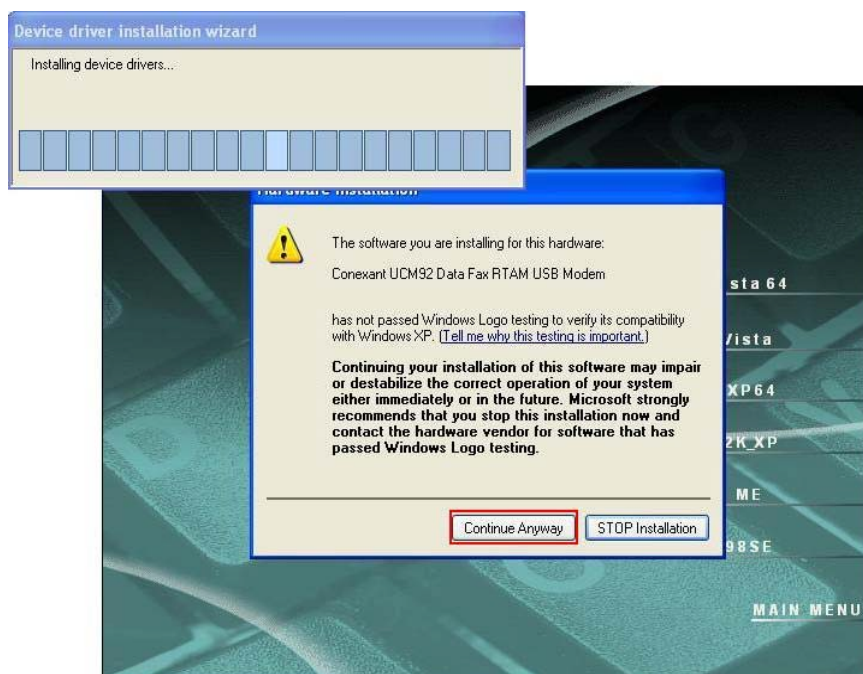 Device driver installation wizard
Installing device drivers...
Hardware Installation
The software you are installing for this hardware:
Conexant UCM92 Data Fax RTAM USB Modem
has not passed Windows Logo testing to verify its compatibility
with Windows XP. (Tell me why this testing is important.)
Continuing your installation of this software may impair
or destabilize the correct operation of your system
either immediately or in the future. Microsoft strongly
recommends that you stop this installation now and
contact the hardware vendor for software that has
passed Windows Logo testing.
Continue Anyway
STOP Installation
sta 64
Vista
XP64
2K_XP
ME
98SE
MAIN MENU